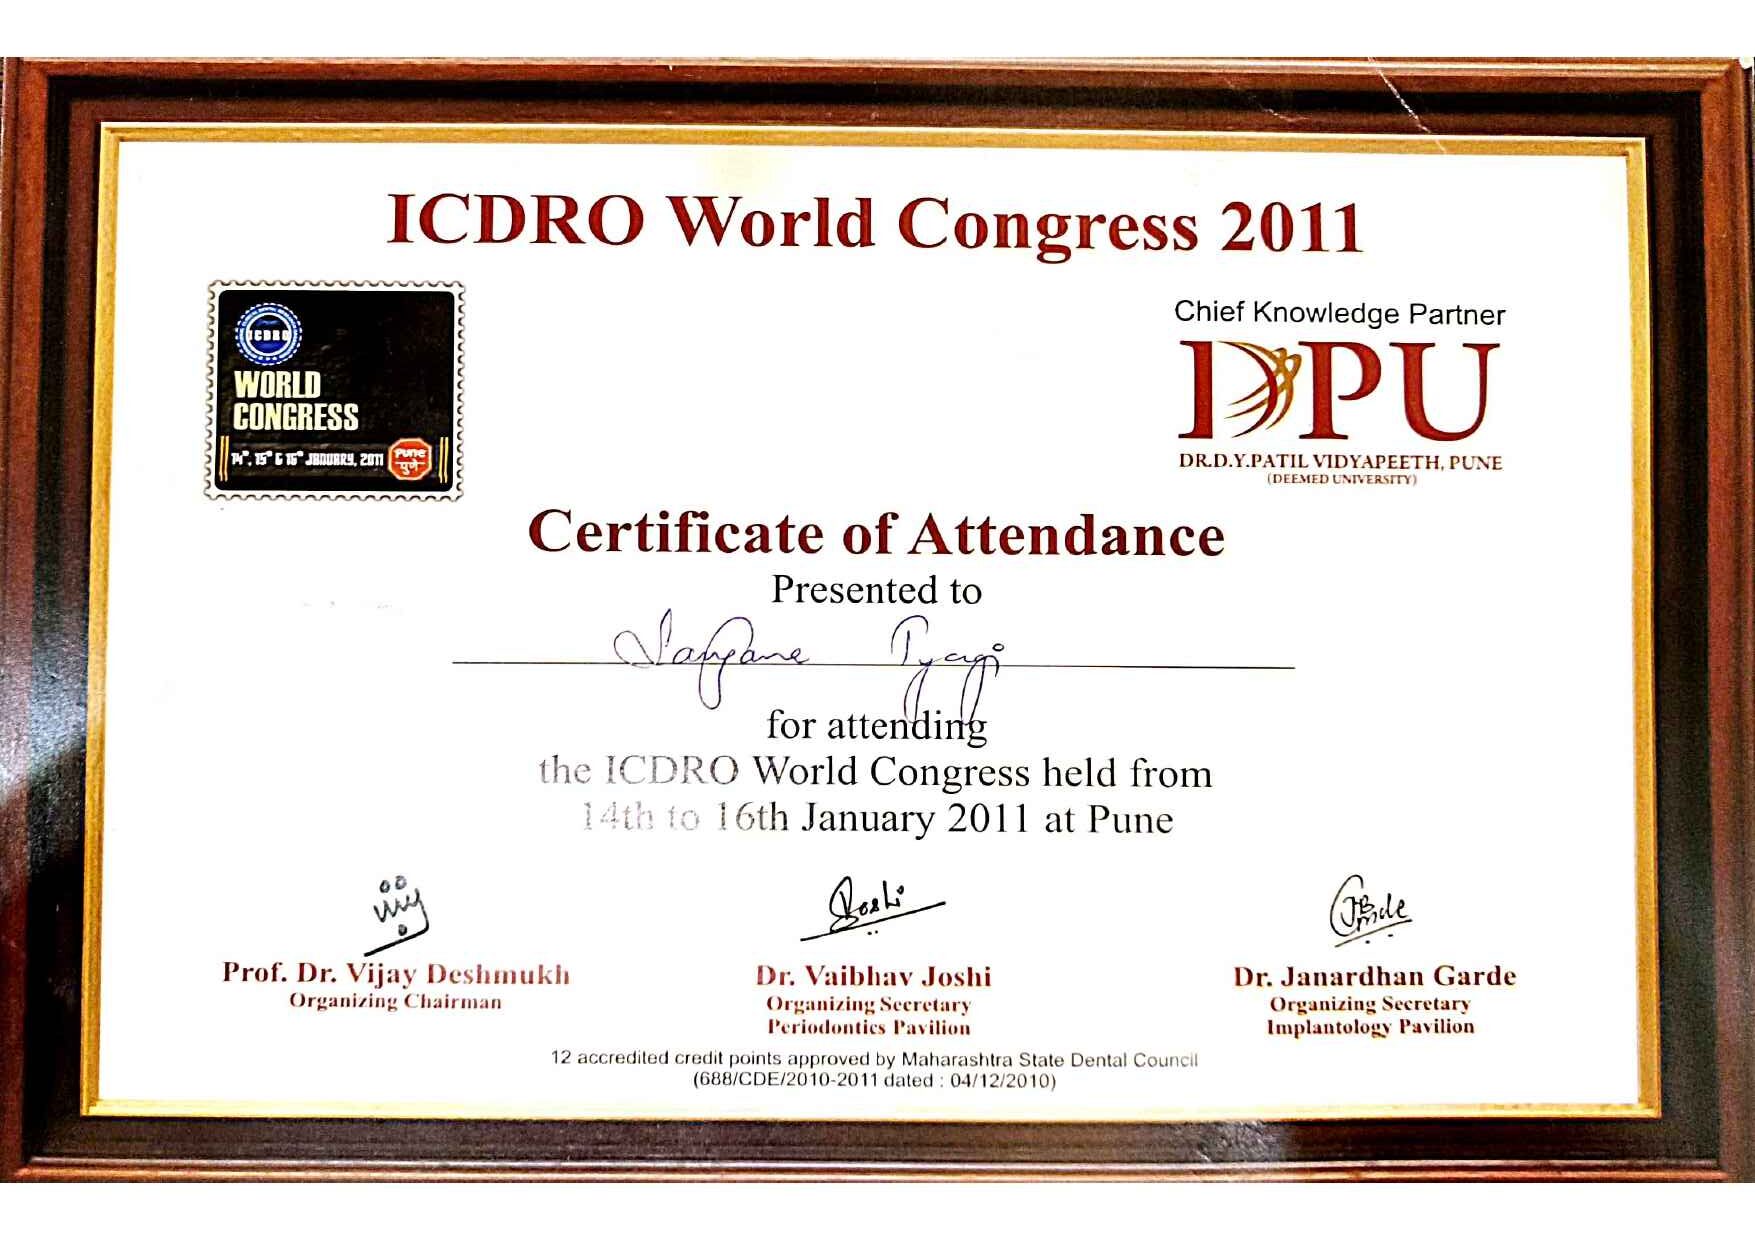 ICDRO World Congress 2011
ICDRO
WORLD
CONGRESS
14th, 15th & 16th JANUARY, 2011
Pune
पुणे
Chief Knowledge Partner
DPU
DR.D.Y.PATIL VIDYAPEETH, PUNE
(DEEMED UNIVERSITY)
Certificate of Attendance
Presented to
Tyagi
for attending
the ICDRO World Congress held from
14th to 16th January 2011 at Pune
Joshi
Prof. Dr. Vijay Deshmukh
Organizing Chairman
Dr. Vaibhav Joshi
Organizing Secretary
Periodontics Pavilion
Dr. Janardhan Garde
Organizing Secretary
Implantology Pavilion
12 accredited credit points approved by Maharashtra State Dental Council
(688/CDE/2010-2011 dated : 04/12/2010)